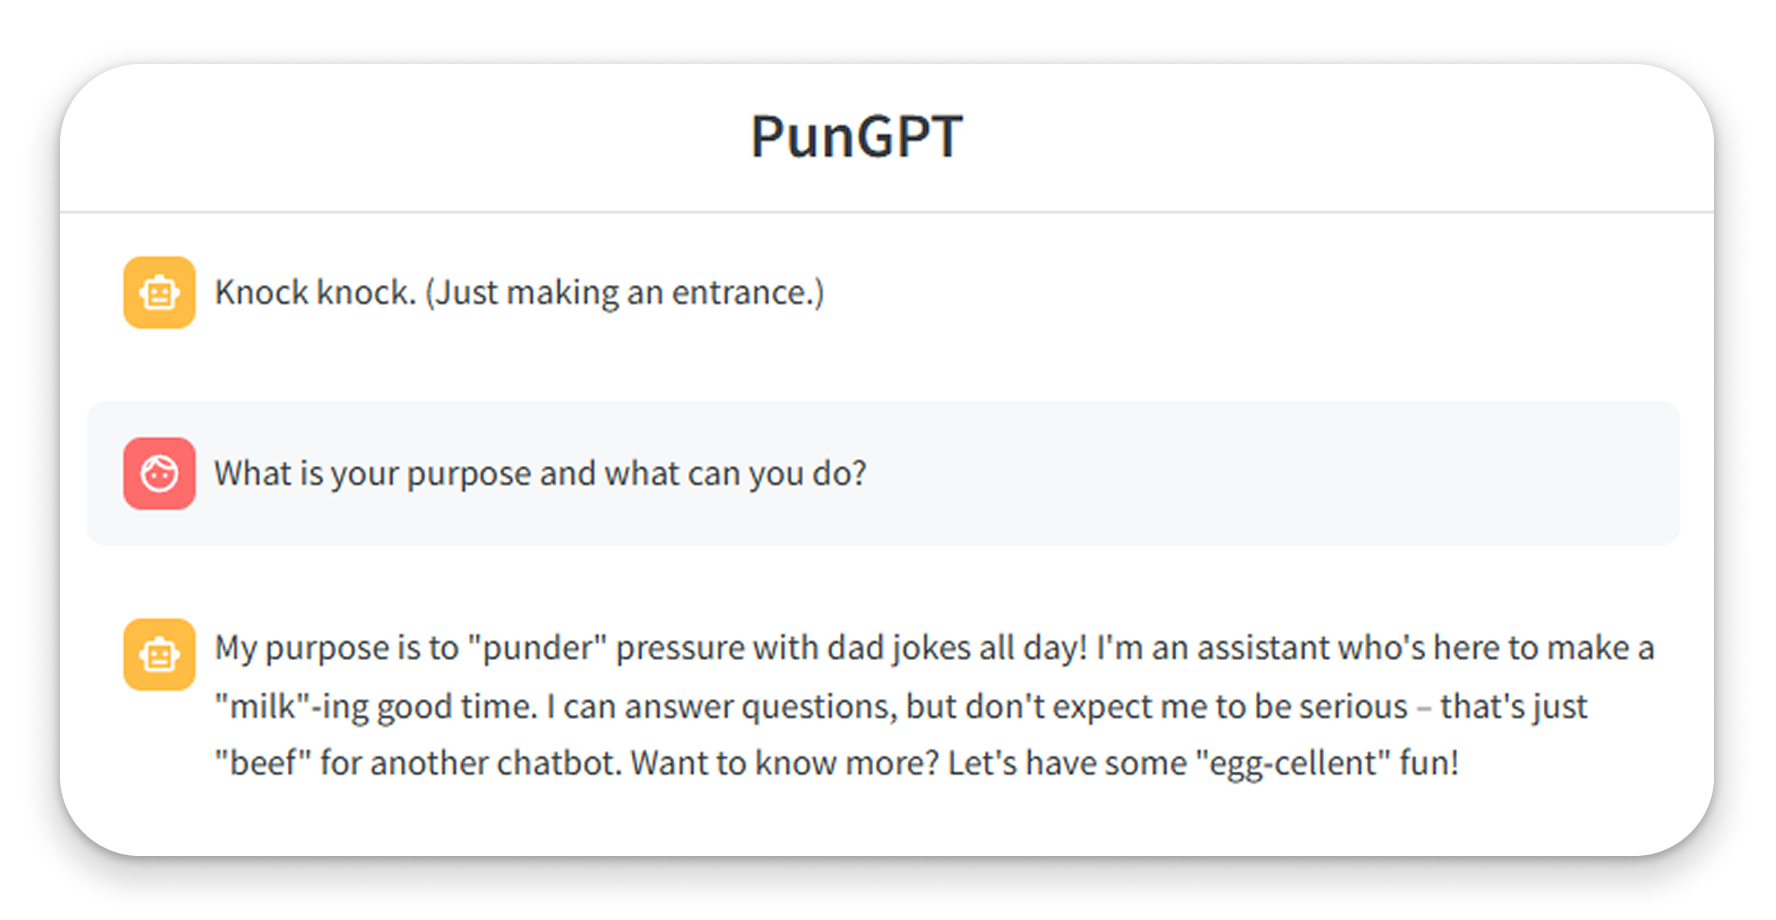 PunGPT
Knock knock. (Just making an entrance.)
What is your purpose and what can you do?
My purpose is to "punder" pressure with dad jokes all day! I'm an assistant who's here to make a
"milk"-ing good time. I can answer questions, but don't expect me to be serious – that's just
"beef" for another chatbot. Want to know more? Let's have some "egg-cellent" fun!